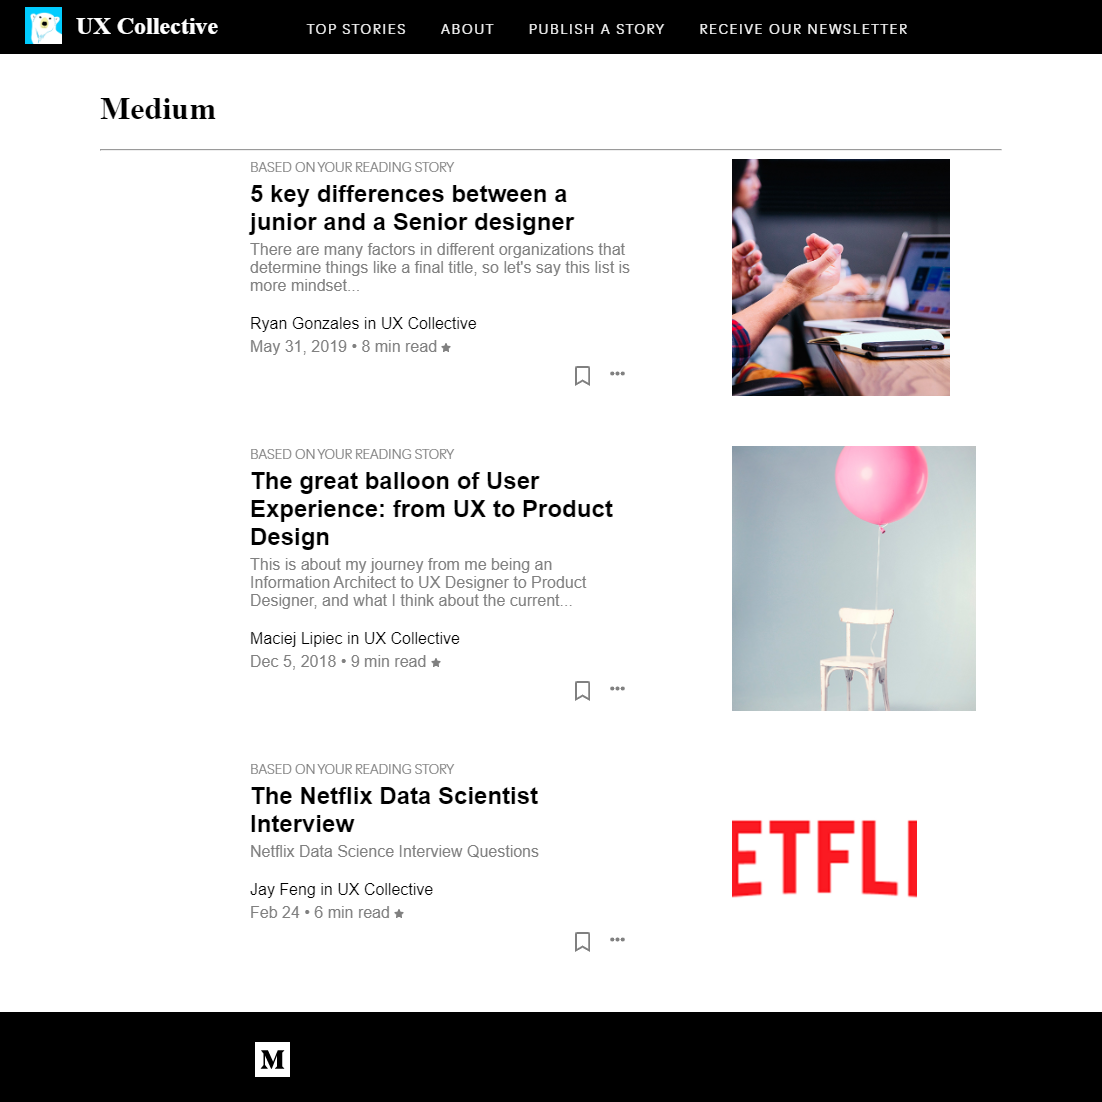 UX Collective
TOP STORIES
ABOUT
PUBLISH A STORY
RECEIVE OUR NEWSLETTER
Medium
BASED ON YOUR READING STORY
5 key differences between a
junior and a Senior designer
There are many factors in different organizations that
determine things like a final title, so let's say this list is
more mindset...
Ryan Gonzales in UX Collective
May 31, 2019 • 8 min read ★
BASED ON YOUR READING STORY
The great balloon of User
Experience: from UX to Product
Design
This is about my journey from me being an
Information Architect to UX Designer to Product
Designer, and what I think about the current...
Maciej Lipiec in UX Collective
Dec 5, 2018 • 9 min read ★
BASED ON YOUR READING STORY
The Netflix Data Scientist
Interview
Netflix Data Science Interview Questions
ETFLI
Jay Feng in UX Collective
Feb 24 • 6 min read ★
M